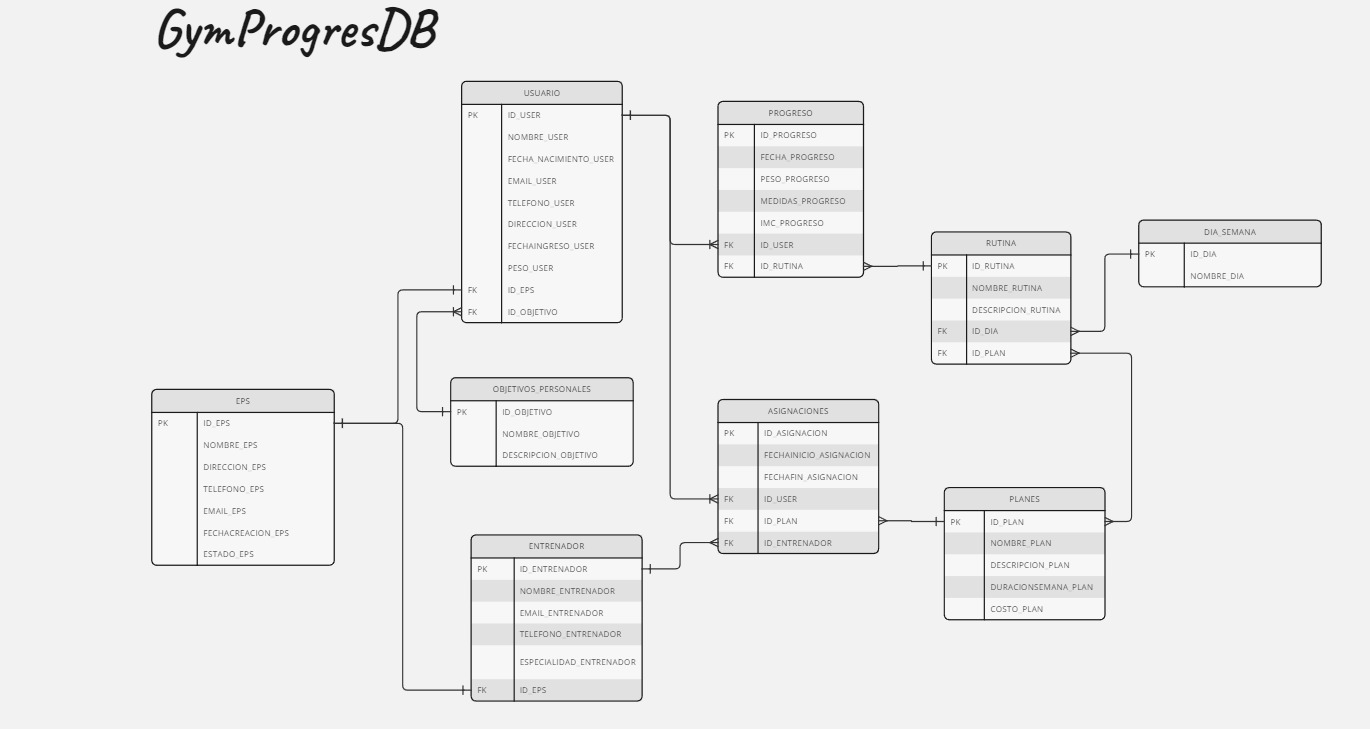 GymProgresDB
USUARIO
PK ID_USER
NOMBRE_USER
FECHA_NACIMIENTO_USER
EMAIL_USER
TELEFONO_USER
DIRECCION_USER
FECHAINGRESO_USER
PESO_USER
FK ID_EPS
FK ID_OBJETIVO
PROGRESO
PK ID_PROGRESO
FECHA_PROGRESO
PESO_PROGRESO
MEDIDAS_PROGRESO
IMC_PROGRESO
FK ID_USER
FK ID_RUTINA
RUTINA
PK ID_RUTINA
NOMBRE_RUTINA
DESCRIPCION_RUTINA
FK ID_DIA
FK ID_PLAN
DIA_SEMANA
PK ID_DIA
NOMBRE_DIA
EPS
PK ID_EPS
NOMBRE_EPS
DIRECCION_EPS
TELEFONO_EPS
EMAIL_EPS
FECHACREACION_EPS
ESTADO_EPS
OBJETIVOS_PERSONALES
PK ID_OBJETIVO
NOMBRE_OBJETIVO
DESCRIPCION_OBJETIVO
ASIGNACIONES
PK ID_ASIGNACION
FECHAINICIO_ASIGNACION
FECHAFIN_ASIGNACION
FK ID_USER
FK ID_PLAN
FK ID_ENTRENADOR
PLANES
PK ID_PLAN
NOMBRE_PLAN
DESCRIPCION_PLAN
DURACIONSEMANA_PLAN
COSTO_PLAN
ENTRENADOR
PK ID_ENTRENADOR
NOMBRE_ENTRENADOR
EMAIL_ENTRENADOR
TELEFONO_ENTRENADOR
ESPECIALIDAD_ENTRENADOR
FK ID_EPS